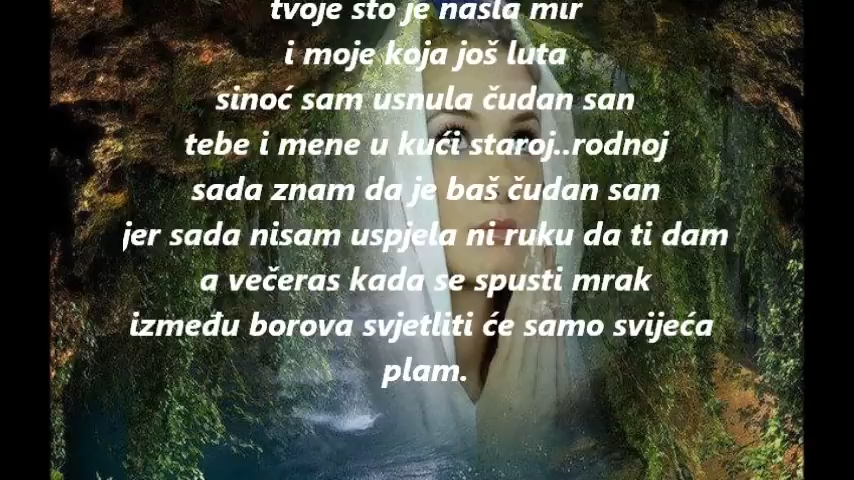 tvoje što je našla mir
i moje koja još luta
sinoć sam usnula čudan san
tebe i mene u kući staroj..rodnoj
sada znam da je baš čudan san
jer sada nisam uspjela ni ruku da ti dam
a večeras kada se spusti mrak
između borova svjetliti će samo svijeća
plam.